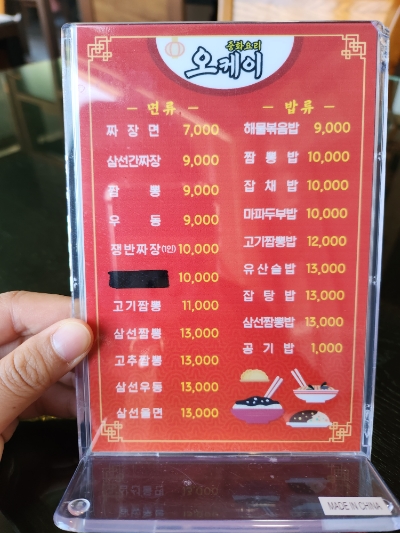 중화요리
오케이
면류
짜장면 7,000
삼선간짜장 9,000
짬뽕 9,000
우동 9,000
쟁반짜장(1인) 10,000
10,000
고기짬뽕 11,000
삼선짬뽕 13,000
고추짬뽕 13,000
삼선우동 13,000
삼선울면 13,000
밥류
해물볶음밥 9,000
짬뽕밥 10,000
잡채밥 10,000
마파두부밥 10,000
고기짬뽕밥 12,000
유산슬밥 13,000
잡탕밥 13,000
삼선짬뽕밥 13,000
공기밥 1,000
MADE IN CHINA